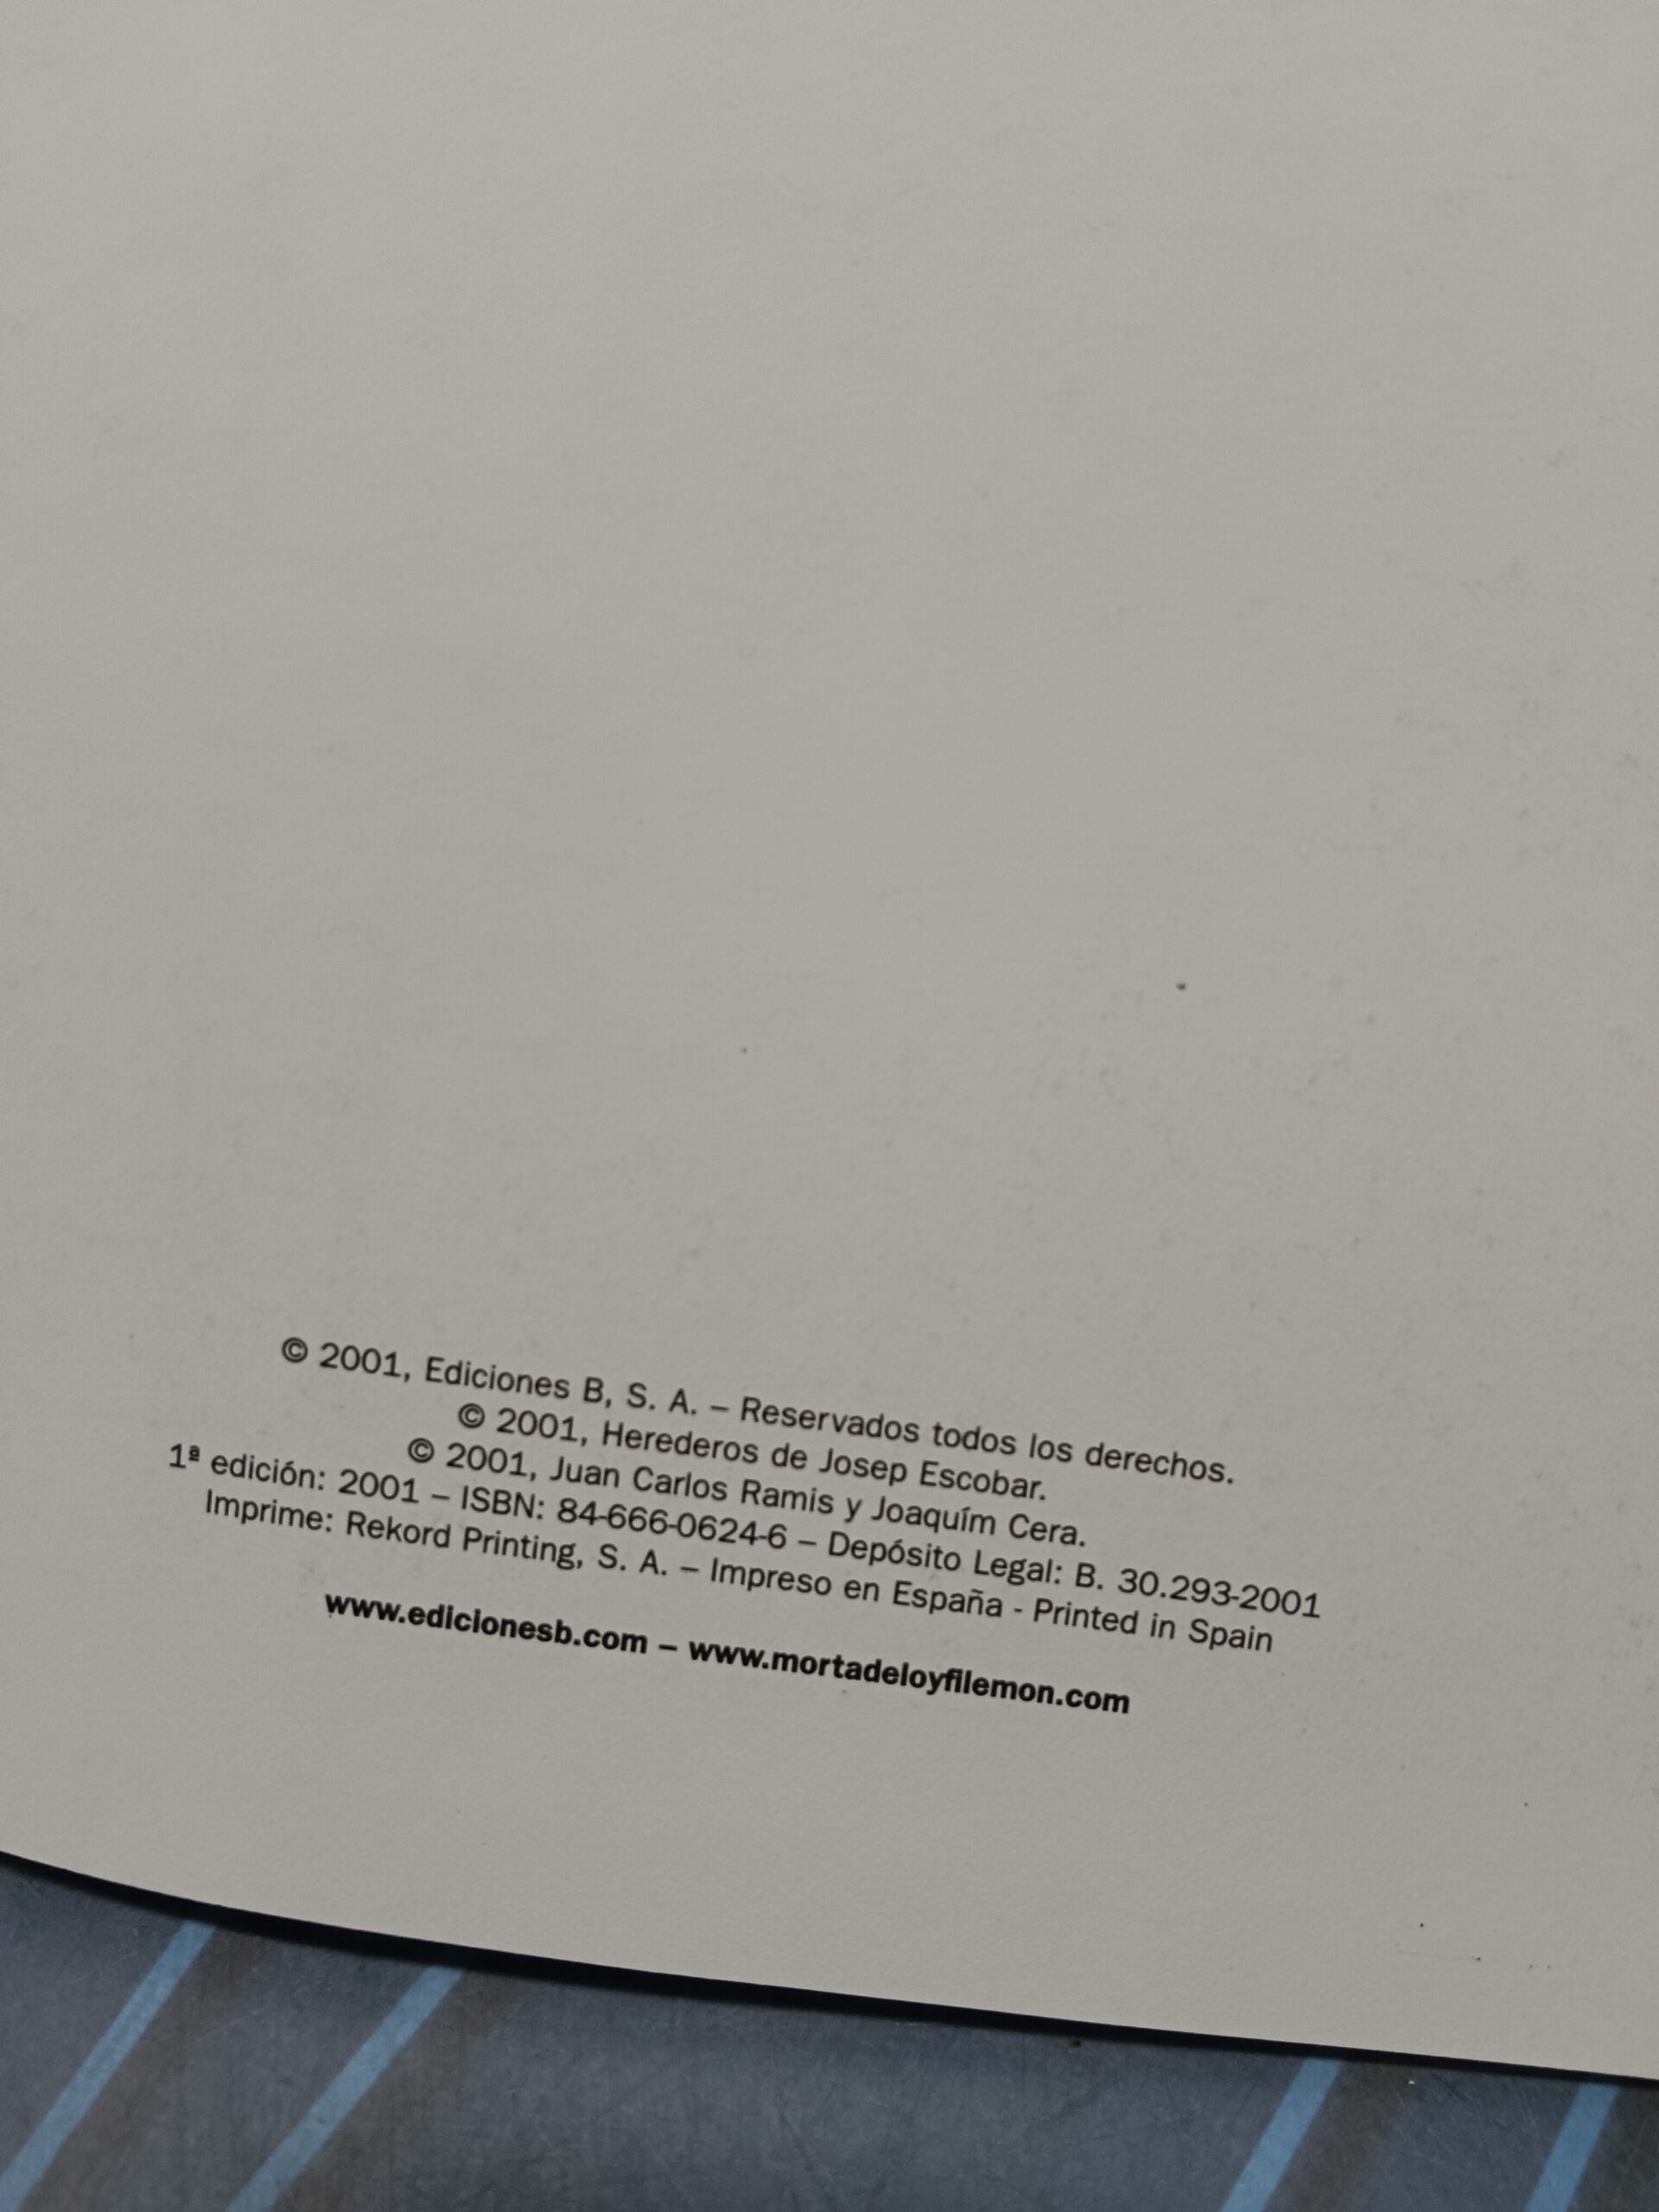 © 2001, Ediciones B, S. A. – Reservados todos los derechos.
© 2001, Herederos de Josep Escobar.
© 2001, Juan Carlos Ramis y Joaquím Cera.
1ª edición: 2001 – ISBN: 84-666-0624-6 – Depósito Legal: B. 30.293-2001
Imprime: Rekord Printing, S. A. – Impreso en España - Printed in Spain
www.edicionesb.com – www.mortadeloyfilemon.com